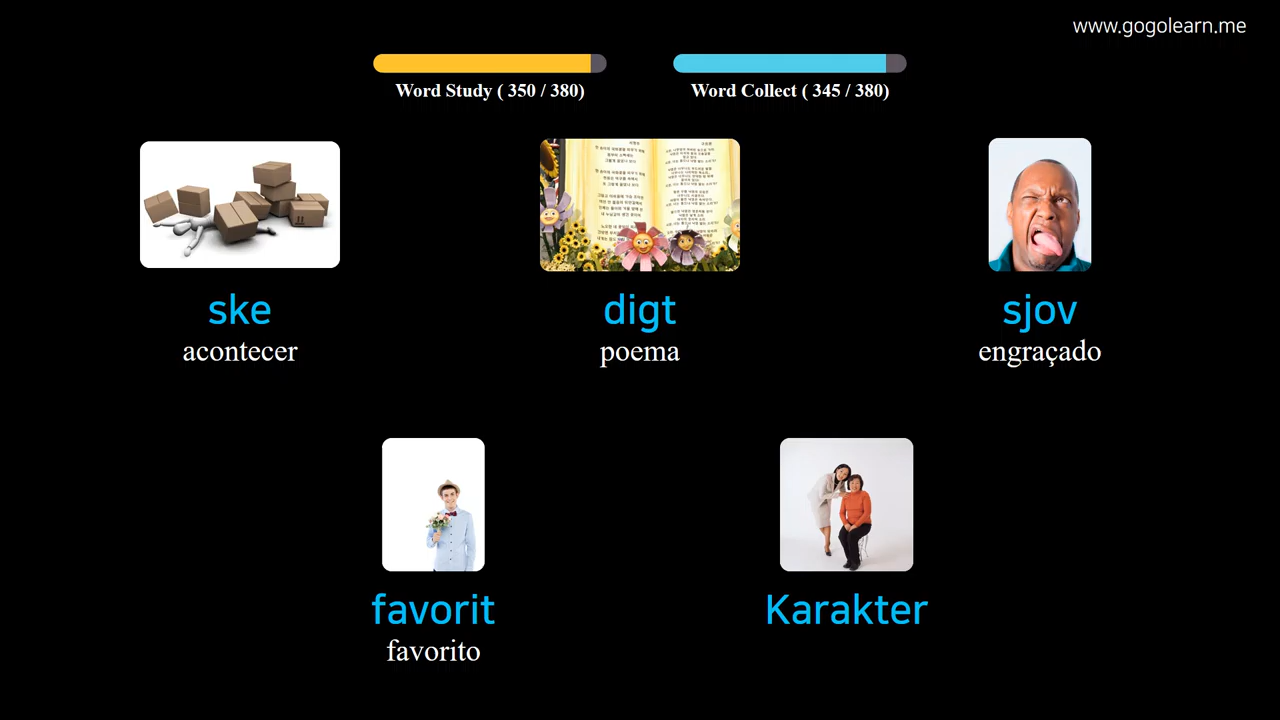 www.gogolearn.me
Word Study ( 350 / 380)
Word Collect ( 345 / 380)
ske
acontecer
digt
poema
sjov
engraçado
favorit
favorito
Karakter